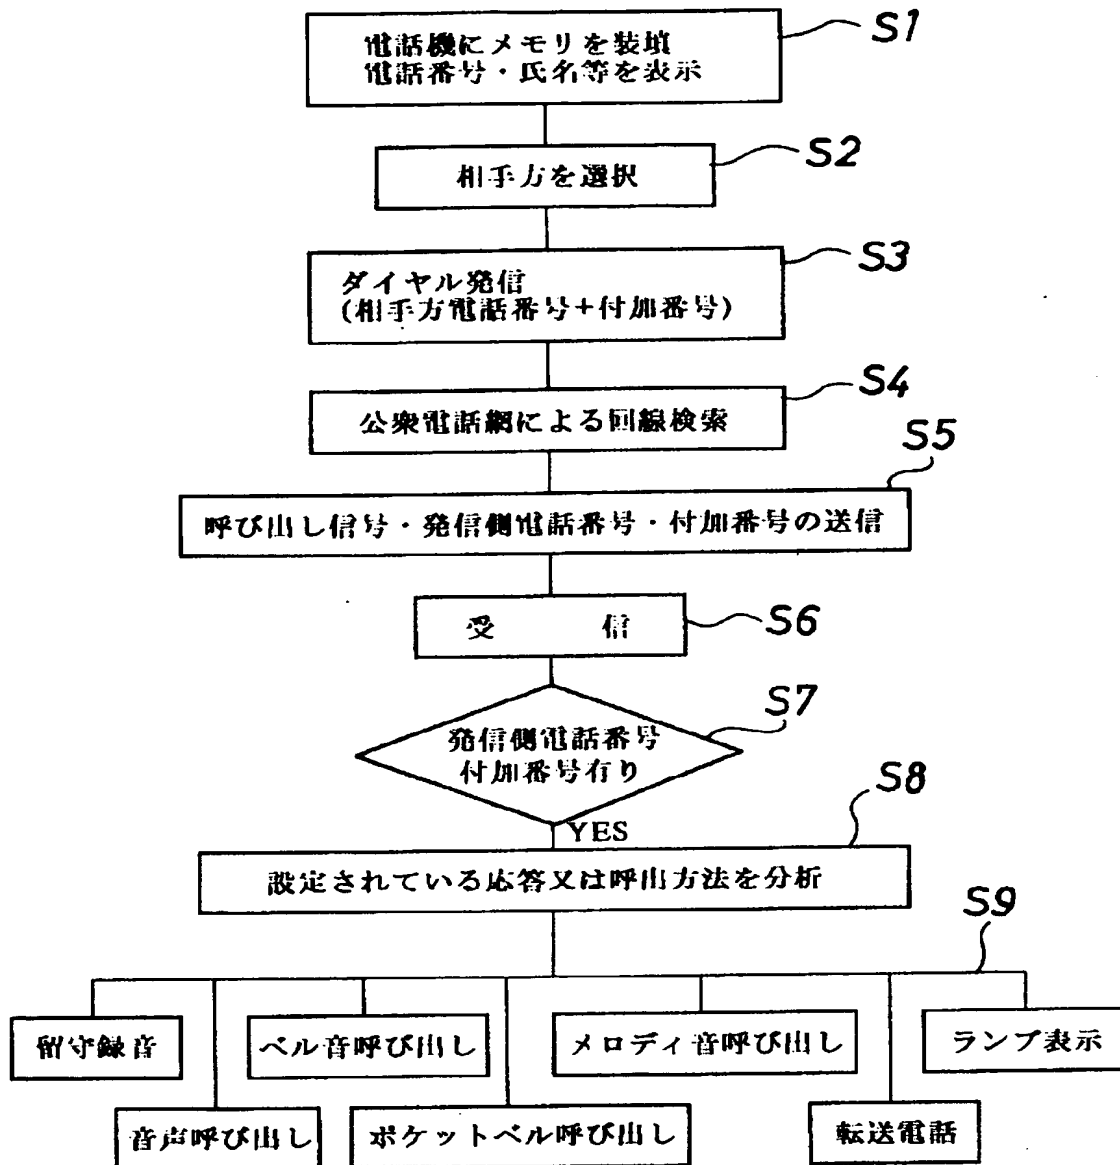 S1
電話機にメモリを装填
電話番号・氏名等を表示
S2
相手方を選択
S3
ダイヤル発信
(相手方電話番号+付加番号)
S4
公衆電話網による回線検索
S5
呼び出し信号・発信側電話番号・付加番号の送信
S6
受 信
S7
発信側電話番号
付加番号有り
YES
S8
設定されている応答又は呼出方法を分析
S9
留守録音
ベル音呼び出し
メロディ音呼び出し
ランプ表示
音声呼び出し
ポケットベル呼び出し
転送電話